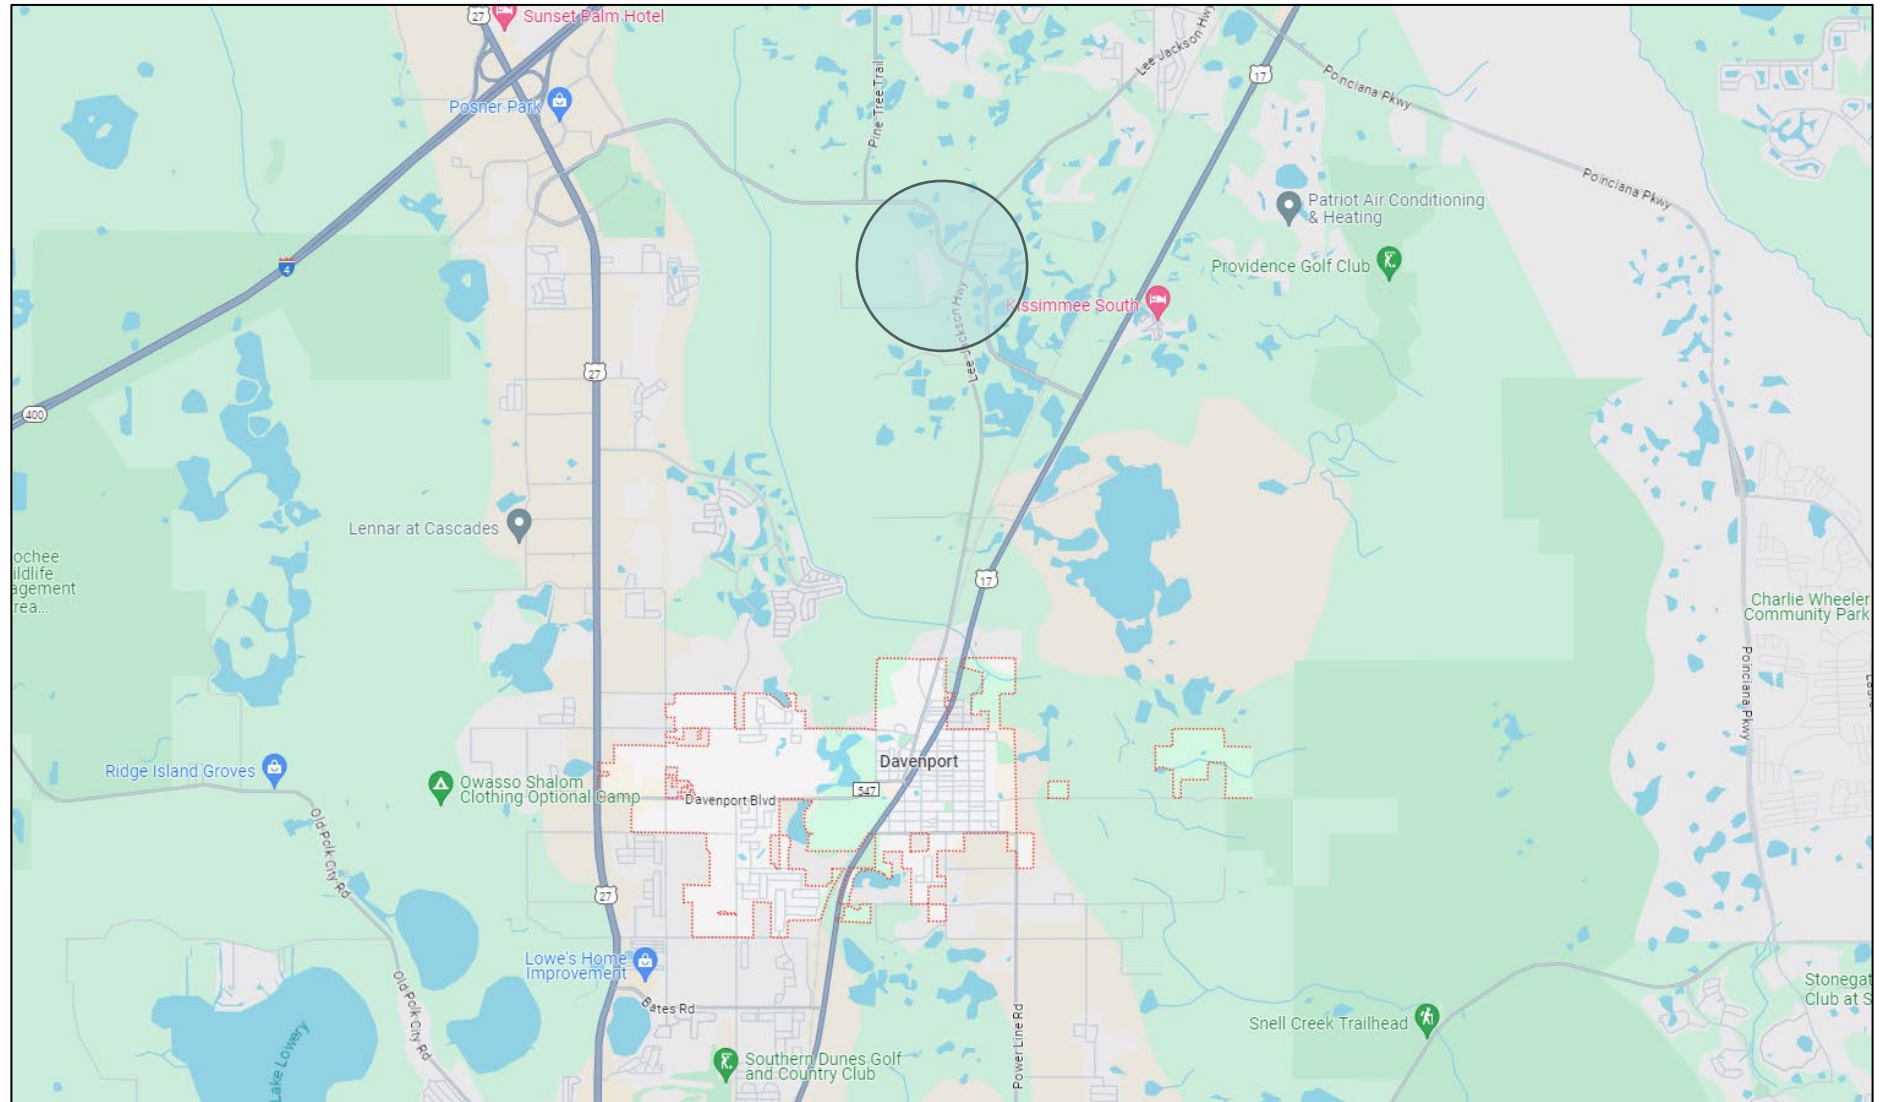 27
Sunset Palm Hotel
Lee Jackson Hwy
17
Poinciana Pkwy
Posner Park
Pine Tree Trail
Poinciana Pkwy
Patriot Air Conditioning
& Heating
4
Providence Golf Club
Kissimmee South
Lee Jackson Hwy
27
400
Lennar at Cascades
ochee
ildlife
agement
rea...
17
Charlie Wheeler
Community Park
Poinciana Pkwy
Ridge Island Groves
Owasso Shalom
Clothing Optional Camp
Davenport
547
Davenport Blvd
Old Polk City Rd
27
Lowe's Home
Improvement
Bates Rd
Old Polk City Rd
Lake Lowery
Power Line Rd
Stonegat
Club at S
Snell Creek Trailhead
Southern Dunes Golf
and Country Club